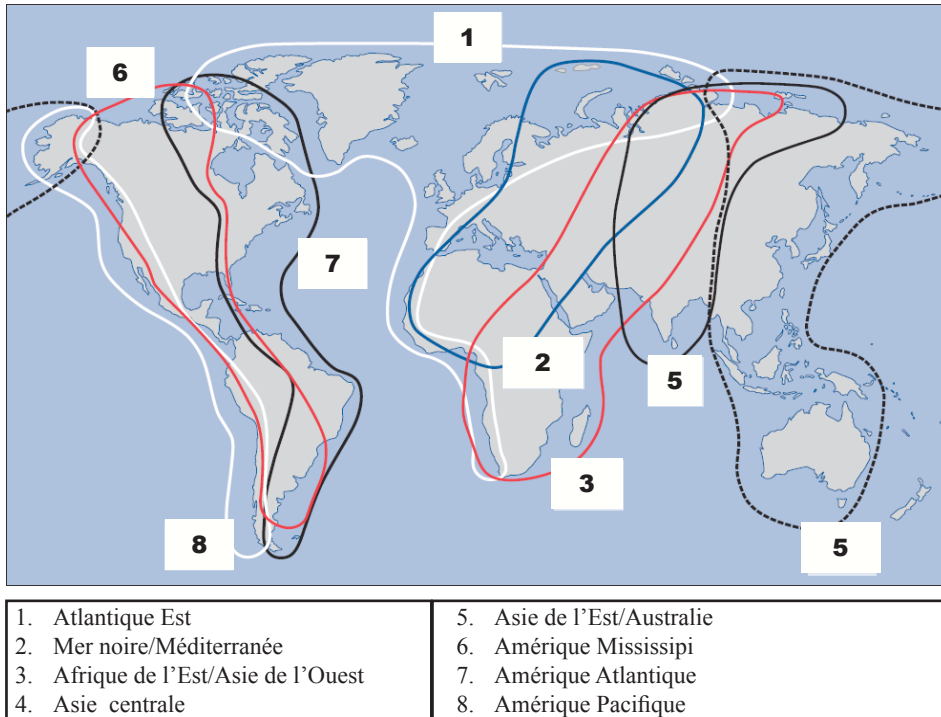 1
6
7
2
5
3
8
5
1. Atlantique Est
2. Mer noire/Méditerranée
3. Afrique de l’Est/Asie de l’Ouest
4. Asie centrale
5. Asie de l’Est/Australie
6. Amérique Mississipi
7. Amérique Atlantique
8. Amérique Pacifique